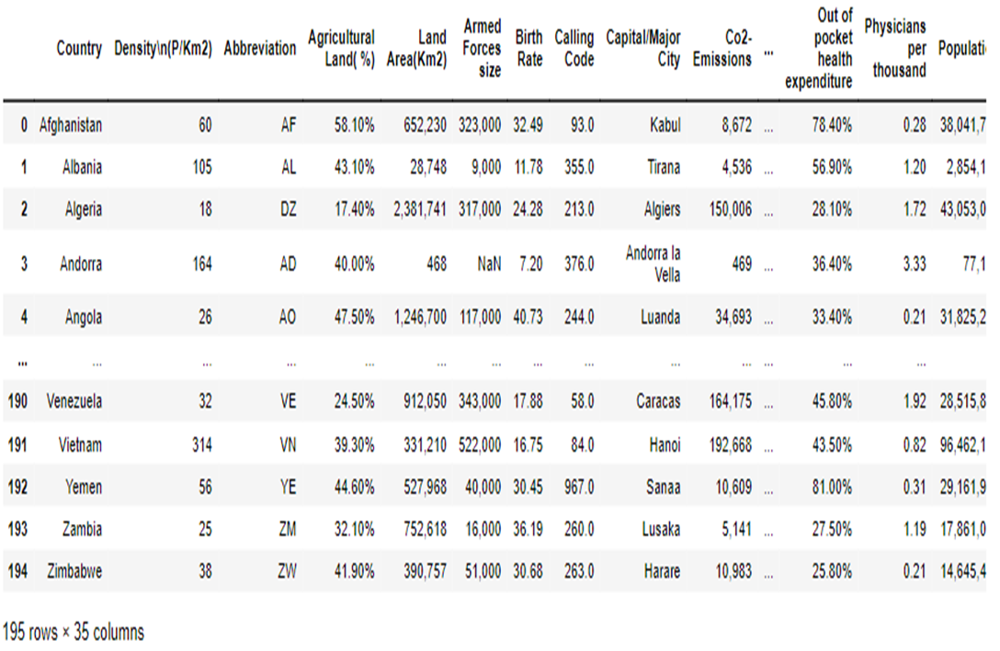 Country Density\n(P/Km2) Abbreviation Agricultural Land( %) Land Area(Km2) Armed Forces size Birth Rate Calling Code Capital/Major City Co2-Emissions ... Out of pocket health expenditure Physicians per thousand Populati
0 Afghanistan 60 AF 58.10% 652,230 323,000 32.49 93.0 Kabul 8,672 ... 78.40% 0.28 38,041,7
1 Albania 105 AL 43.10% 28,748 9,000 11.78 355.0 Tirana 4,536 ... 56.90% 1.20 2,854,1
2 Algeria 18 DZ 17.40% 2,381,741 317,000 24.28 213.0 Algiers 150,006 ... 28.10% 1.72 43,053,0
3 Andorra 164 AD 40.00% 468 NaN 7.20 376.0 Andorra la Vella 469 ... 36.40% 3.33 77,1
4 Angola 26 AO 47.50% 1,246,700 117,000 40.73 244.0 Luanda 34,693 ... 33.40% 0.21 31,825,2
... ... ... ... ... ... ... ... ... ... ... ... ... ...
190 Venezuela 32 VE 24.50% 912,050 343,000 17.88 58.0 Caracas 164,175 ... 45.80% 1.92 28,515,8
191 Vietnam 314 VN 39.30% 331,210 522,000 16.75 84.0 Hanoi 192,668 ... 43.50% 0.82 96,462,1
192 Yemen 56 YE 44.60% 527,968 40,000 30.45 967.0 Sanaa 10,609 ... 81.00% 0.31 29,161,9
193 Zambia 25 ZM 32.10% 752,618 16,000 36.19 260.0 Lusaka 5,141 ... 27.50% 1.19 17,861,0
194 Zimbabwe 38 ZW 41.90% 390,757 51,000 30.68 263.0 Harare 10,983 ... 25.80% 0.21 14,645,4
195 rows × 35 columns